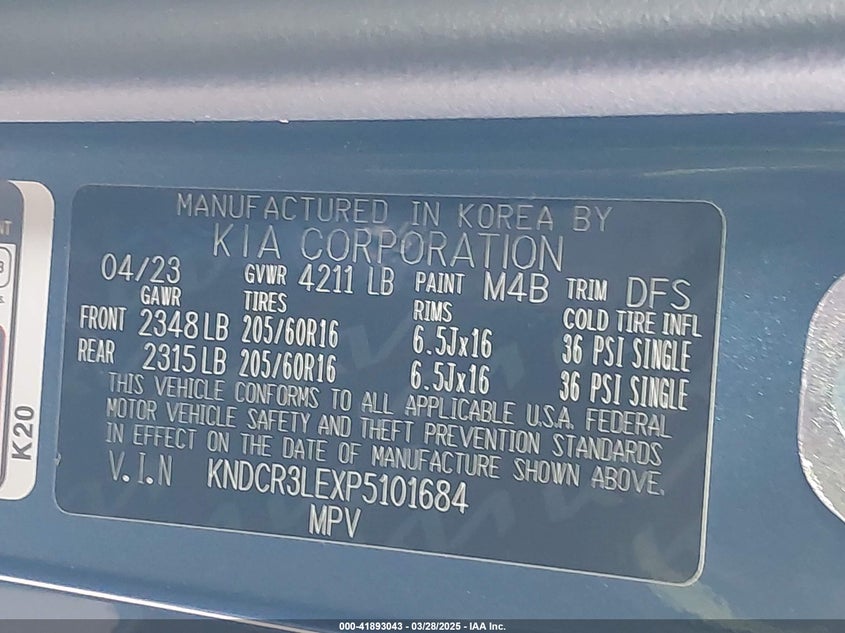 MANUFACTURED IN KOREA BY
KIA CORPORATION
04/23 GVWR 4211 LB PAINT M4B TRIM DFS
GAWR TIRES RIMS COLD TIRE INFL
FRONT 2348 LB 205/60R16 6.5Jx16 36 PSI SINGLE
REAR 2315 LB 205/60R16 6.5Jx16 36 PSI SINGLE
THIS VEHICLE CONFORMS TO ALL APPLICABLE U.S.A. FEDERAL
MOTOR VEHICLE SAFETY AND THEFT PREVENTION STANDARDS
IN EFFECT ON THE DATE OF MANUFACTURE SHOWN ABOVE.
V.I.N KNDCR3LEXP5101684
MPV
K20
000-41893043 - 03/28/2025 - IAA Inc.